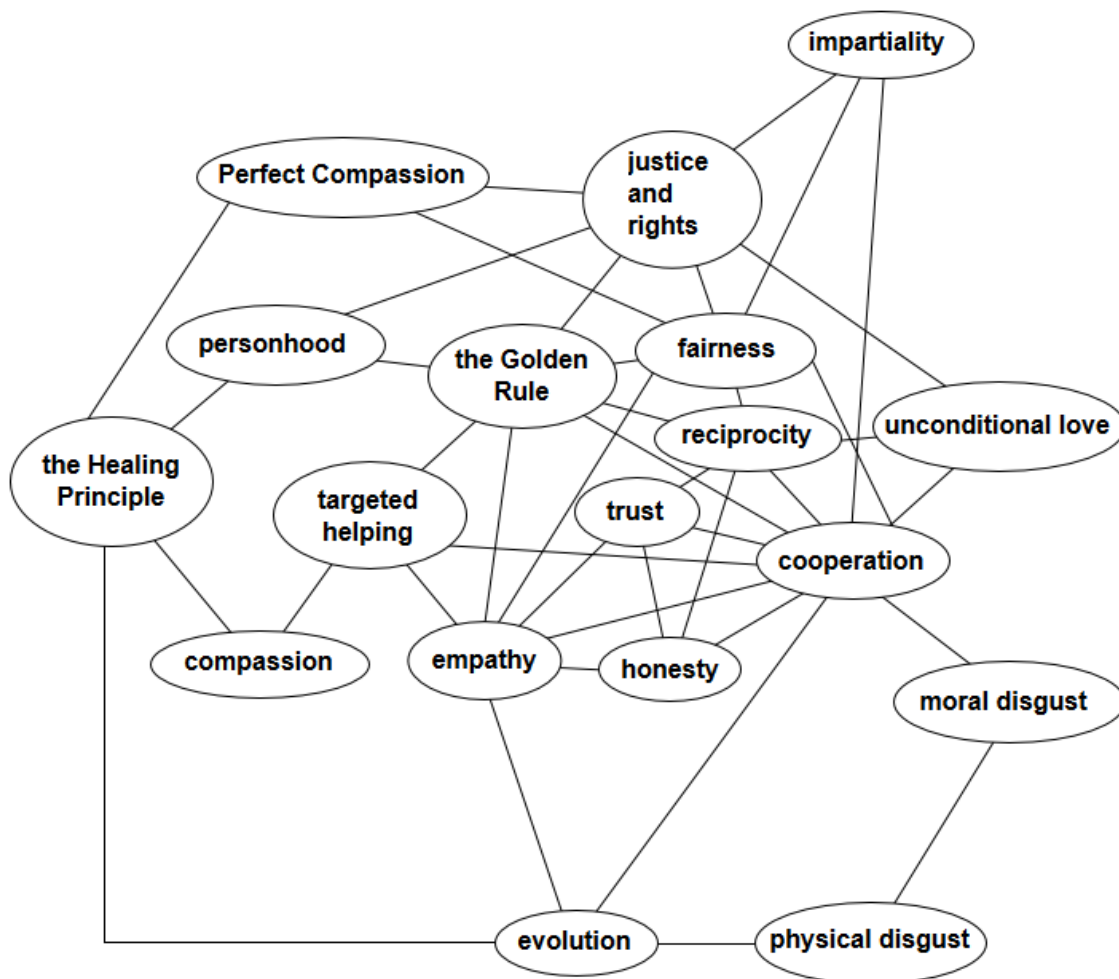 impartiality
Perfect Compassion
justice
and
rights
personhood
the Golden
Rule
fairness
reciprocity
unconditional love
the Healing
Principle
targeted
helping
trust
cooperation
compassion
empathy
honesty
moral disgust
evolution
physical disgust